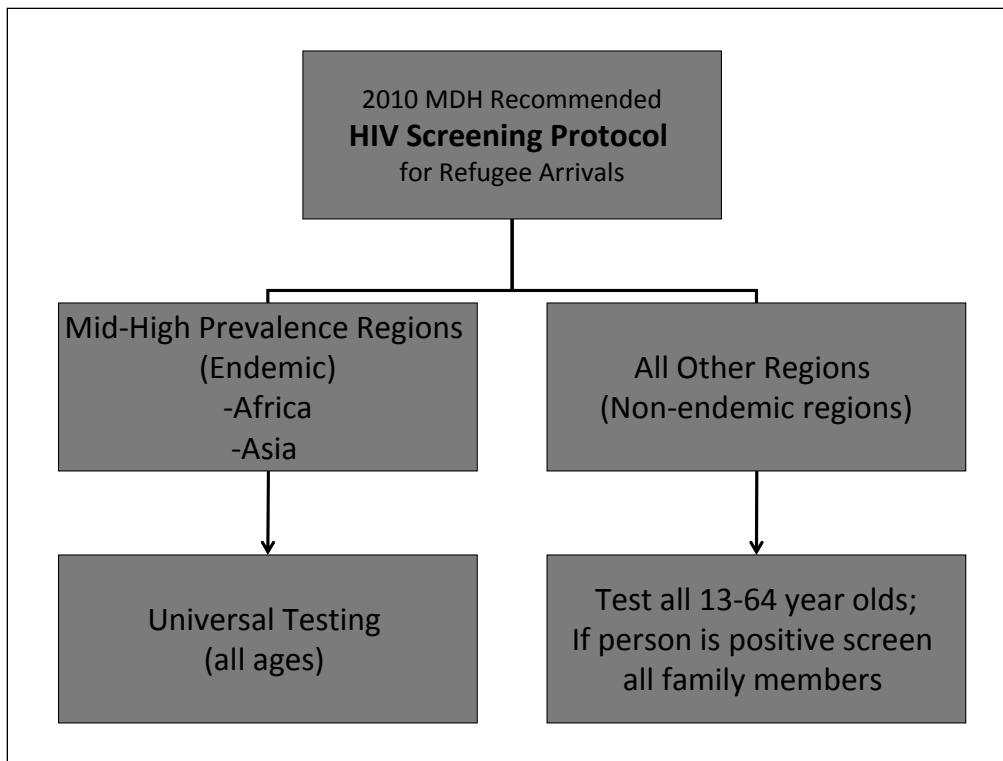 2010 MDH Recommended
HIV Screening Protocol
for Refugee Arrivals
Mid-High Prevalence Regions
(Endemic)
-Africa
-Asia
All Other Regions
(Non-endemic regions)
Universal Testing
(all ages)
Test all 13-64 year olds;
If person is positive screen
all family members